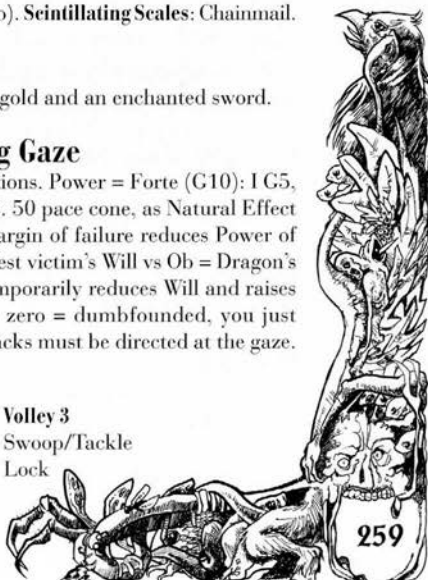 o). Scintillating Scales: Chainmail.
gold and an enchanted sword.
g Gaze
tions. Power = Forte (G10): I G5,
. 50 pace cone, as Natural Effect
argin of failure reduces Power of
est victim's Will vs Ob = Dragon's
mporarily reduces Will and raises
zero = dumbfounded, you just
cks must be directed at the gaze.
Volley 3
Swoop/Tackle
Lock
259